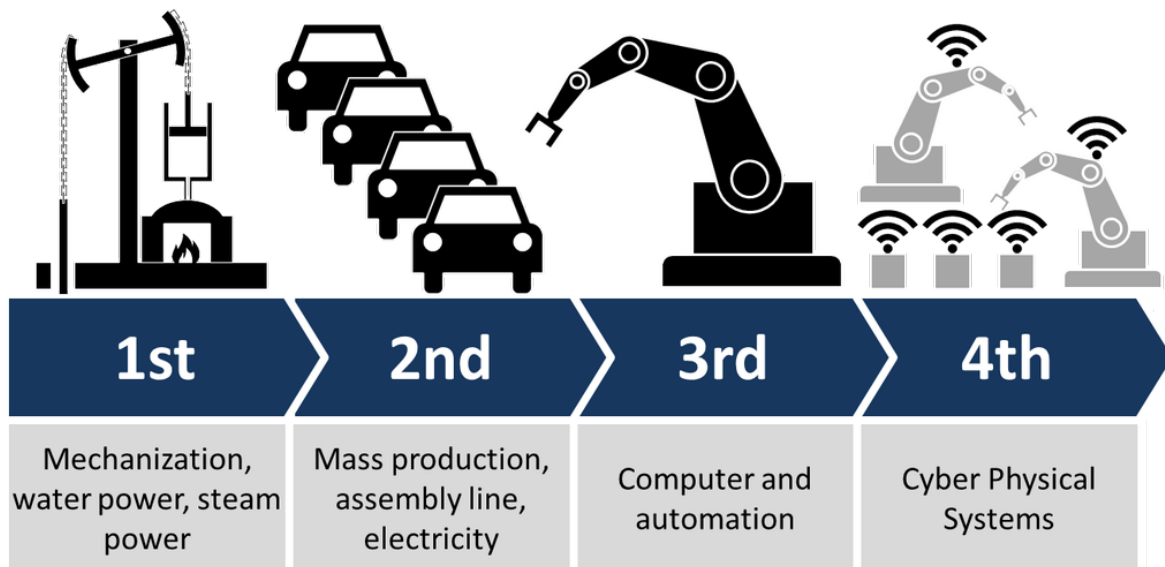 1st
2nd
3rd
4th
Mechanization,
water power, steam
power
Mass production,
assembly line,
electricity
Computer and
automation
Cyber Physical
Systems